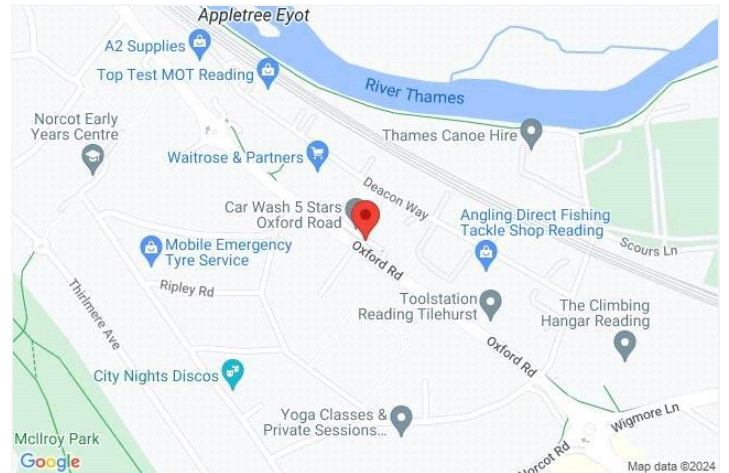 Appletree Eyot
A2 Supplies
Top Test MOT Reading
River Thames
Norcot Early
Years Centre
Thames Canoe Hire
Waitrose & Partners
Deacon Way
Car Wash 5 Stars
Oxford Road
Angling Direct Fishing
Tackle Shop Reading
Mobile Emergency
Tyre Service
Oxford Rd
Scours Ln
Ripley Rd
Thirlmere Ave
Toolstation
Reading Tilehurst
The Climbing
Hangar Reading
Oxford Rd
City Nights Discos
Yoga Classes &
Private Sessions...
Wigmore Ln
McIlroy Park
Norcot Rd
Google
Map data ©2024